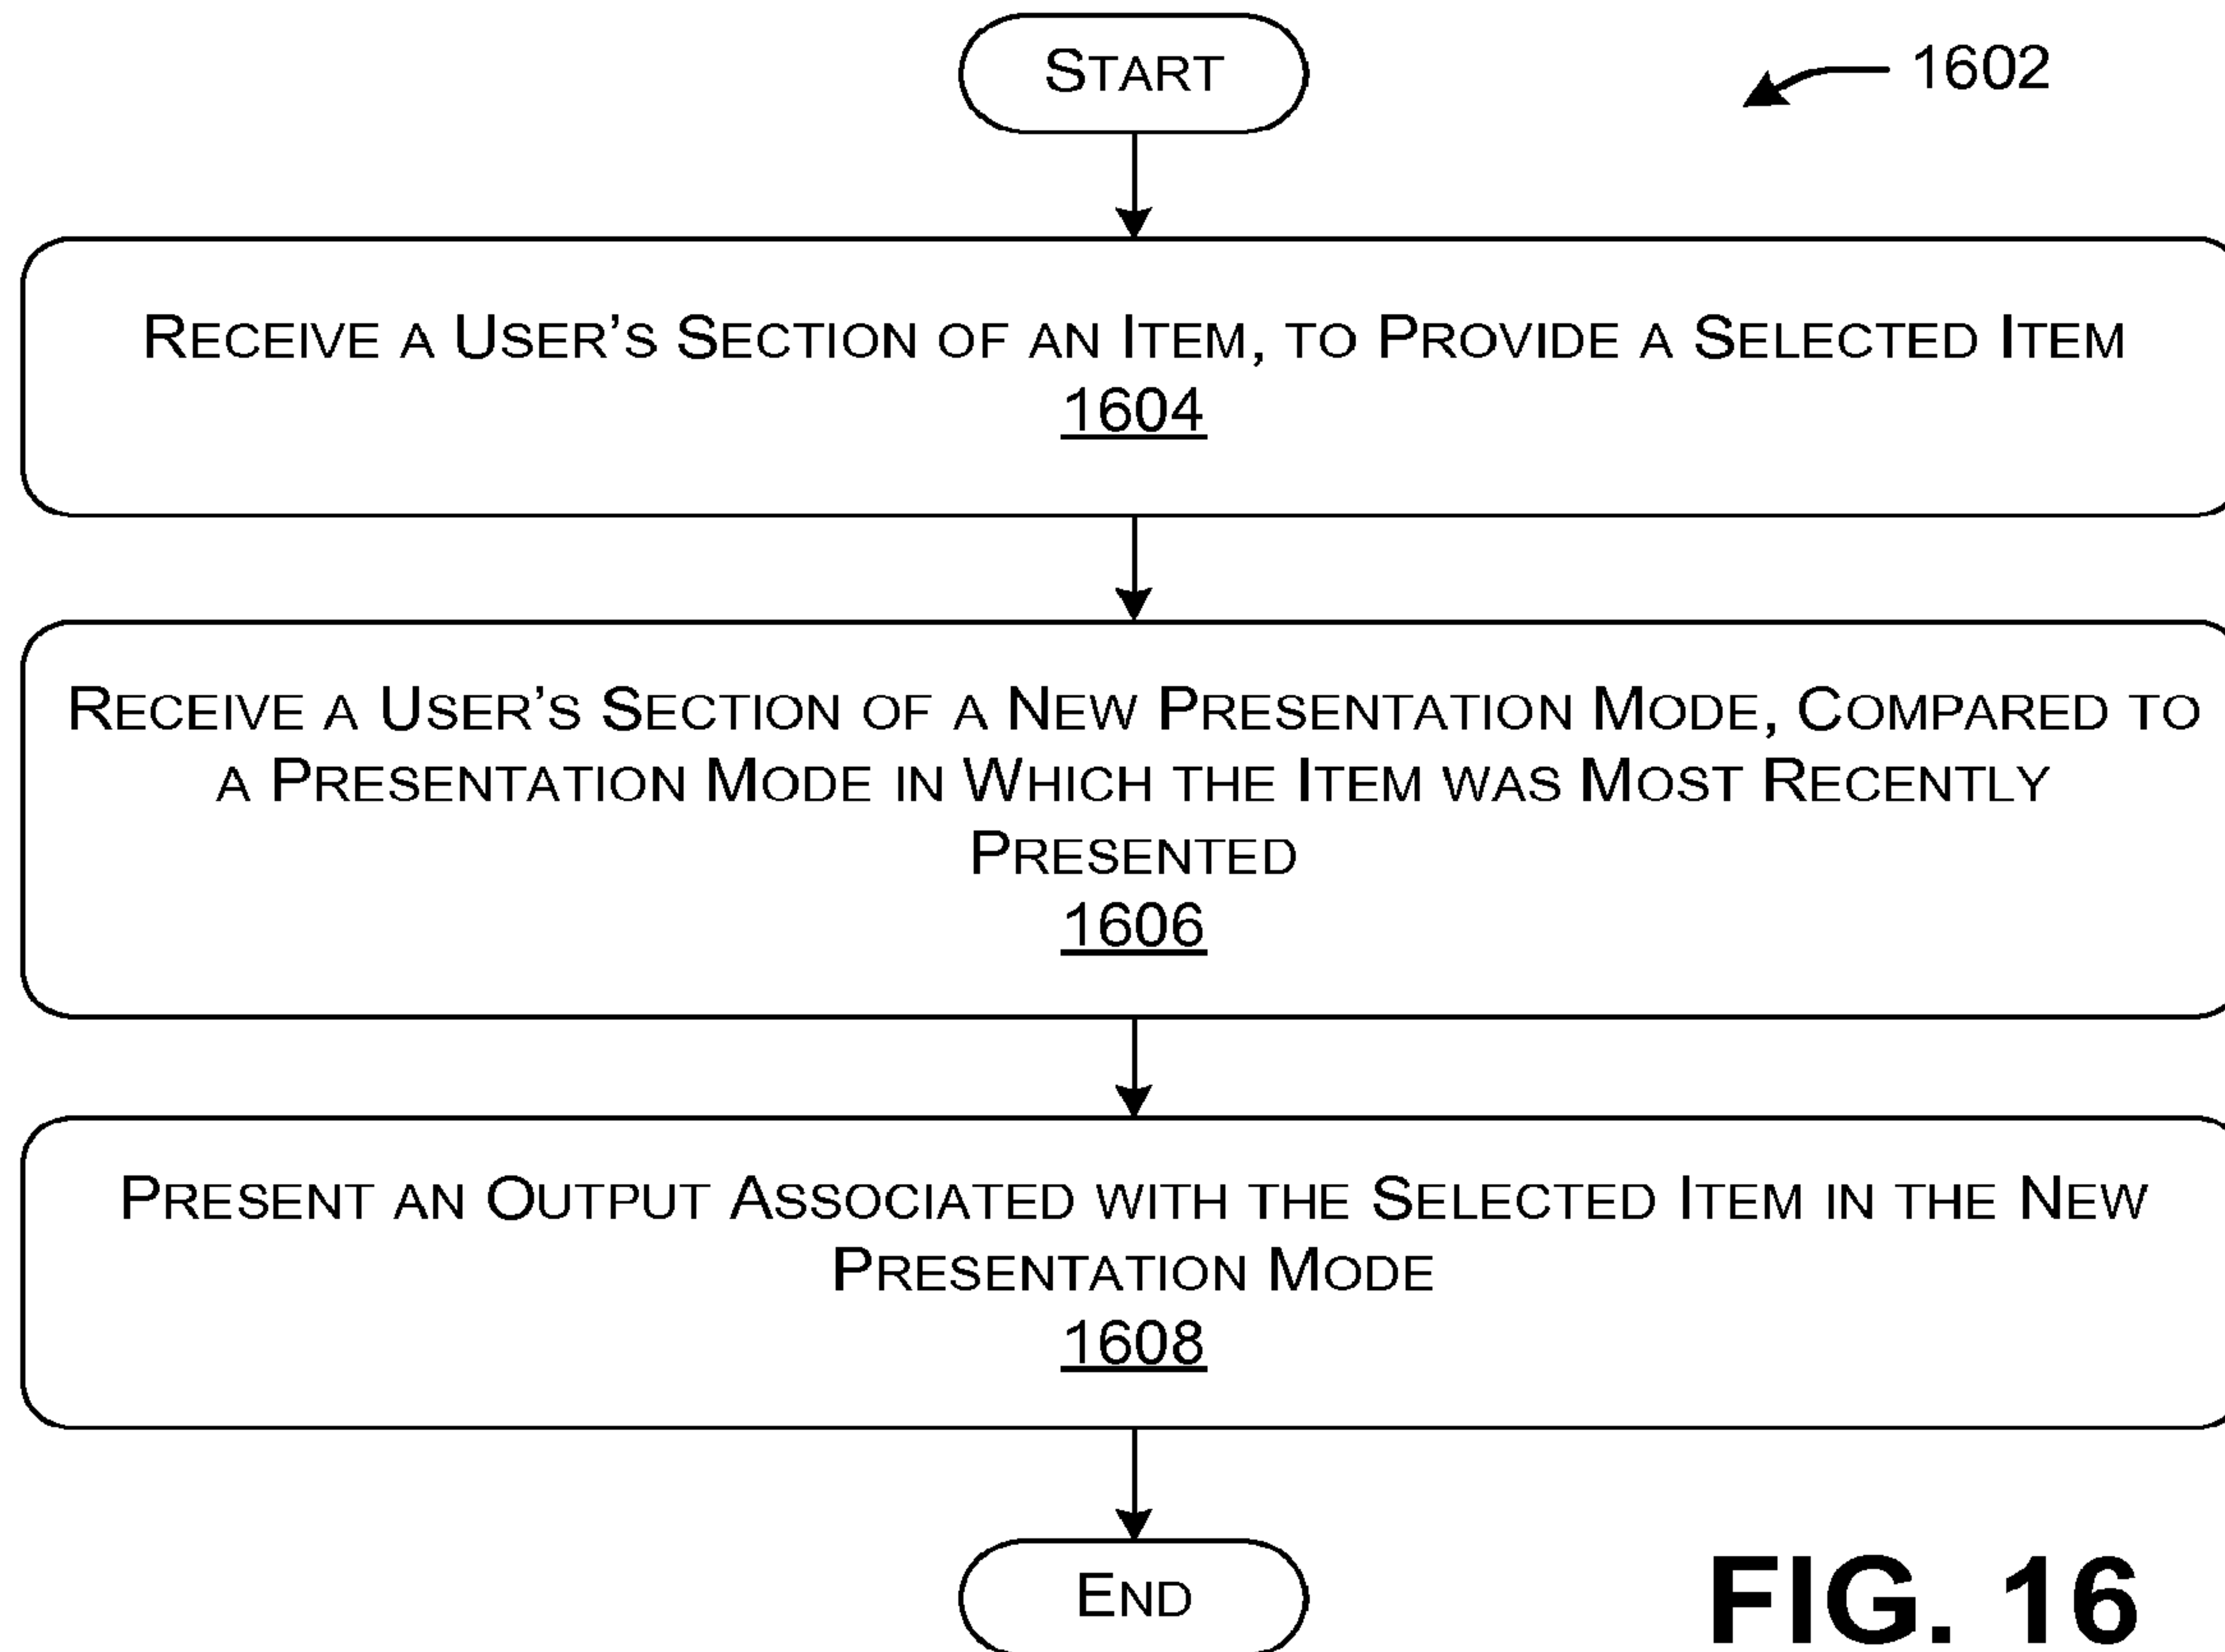 START
1602
RECEIVE A USER'S SECTION OF AN ITEM, TO PROVIDE A SELECTED ITEM
1604
RECEIVE A USER'S SECTION OF A NEW PRESENTATION MODE, COMPARED TO
A PRESENTATION MODE IN WHICH THE ITEM WAS MOST RECENTLY
PRESENTED
1606
PRESENT AN OUTPUT ASSOCIATED WITH THE SELECTED ITEM IN THE NEW
PRESENTATION MODE
1608
END
FIG. 16